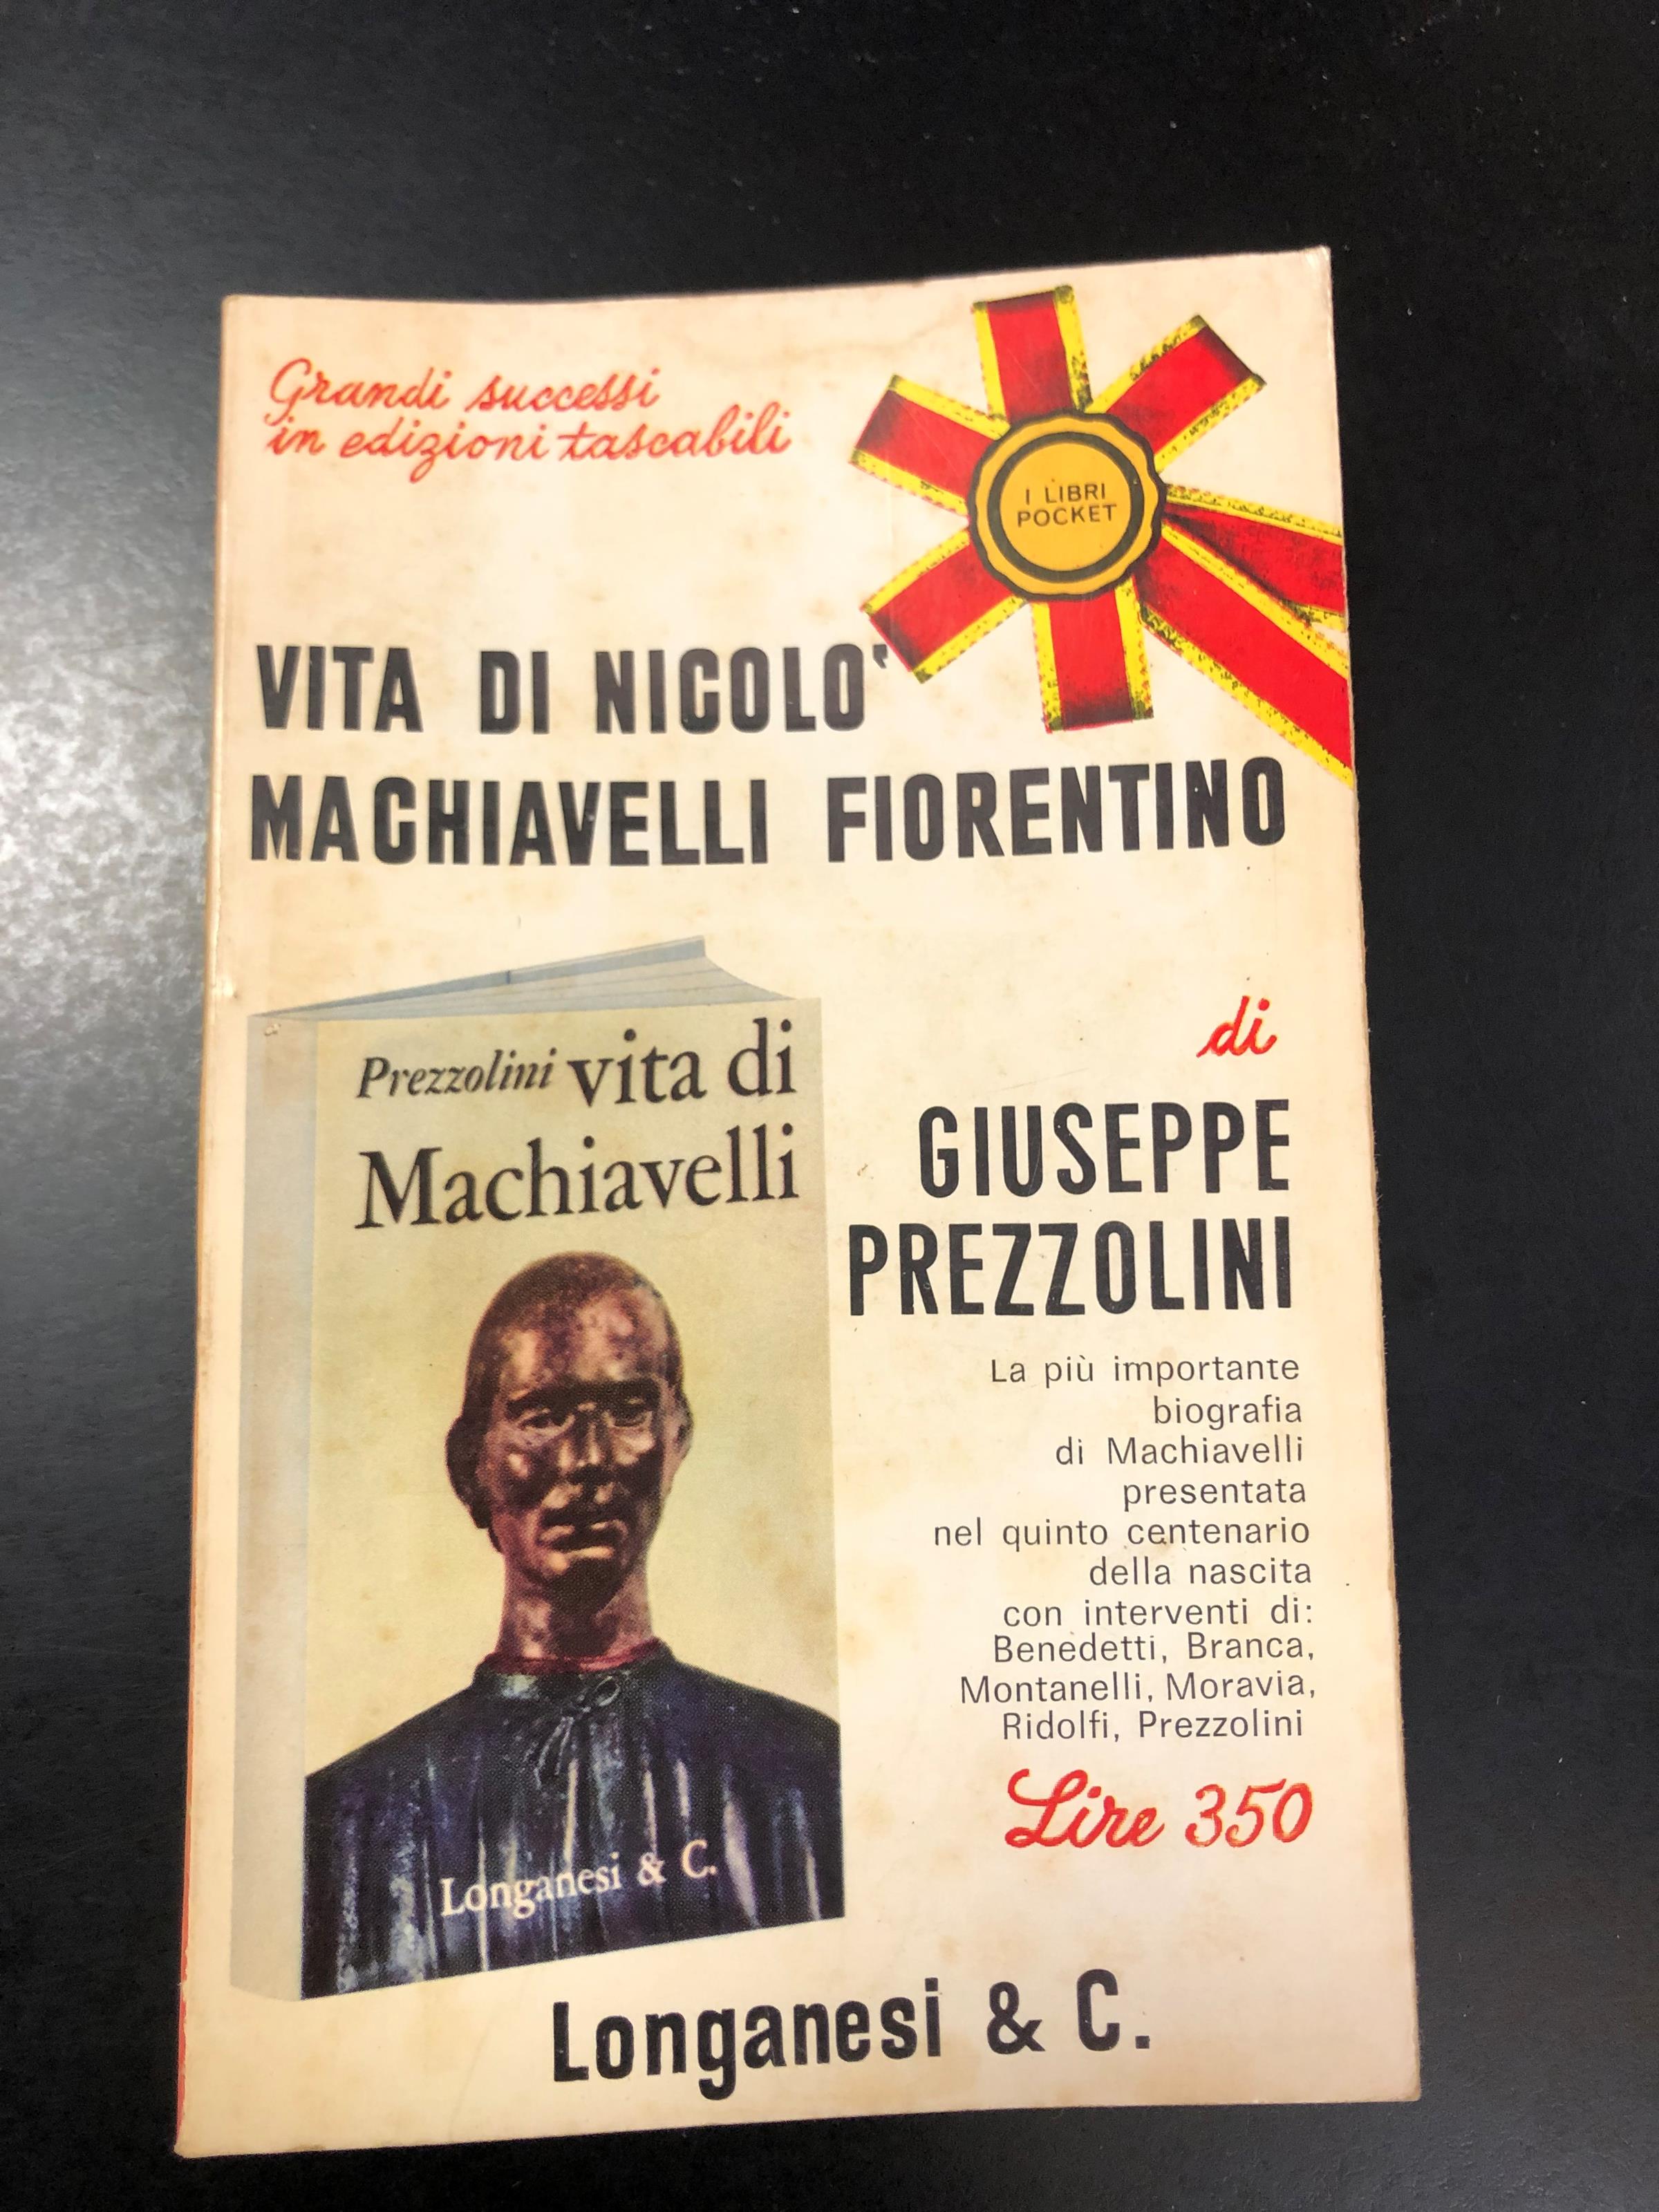 Grandi successi
in edizioni tascabili
I LIBRI
POCKET
VITA DI NICOLO'
MACHIAVELLI FIORENTINO
di
GIUSEPPE
PREZZOLINI
Prezzolini vita di
Machiavelli
Longanesi & C.
La più importante
biografia
di Machiavelli
presentata
nel quinto centenario
della nascita
con interventi di:
Benedetti, Branca,
Montanelli, Moravia,
Ridolfi, Prezzolini
Lire 350
Longanesi & C.